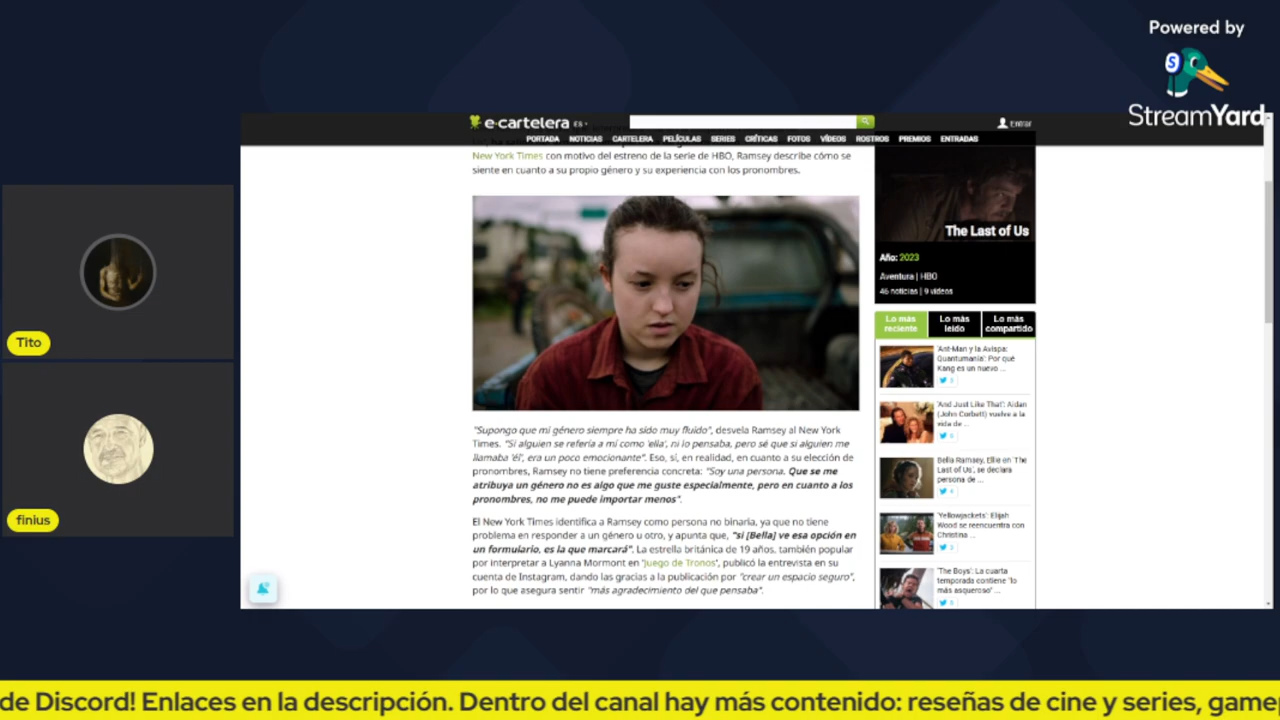 Powered by
StreamYard
e-cartelera ES
Entrar
PORTADA NOTICIAS CARTELERA PELÍCULAS SERIES CRÍTICAS FOTOS VÍDEOS ROSTROS PREMIOS ENTRADAS
New York Times con motivo del estreno de la serie de HBO, Ramsey describe cómo se
siente en cuanto a su propio género y su experiencia con los pronombres.
"Supongo que mi género siempre ha sido muy fluido", desvela Ramsey al New York
Times. "Si alguien se refería a mí como 'ella', ni lo pensaba, pero sé que si alguien me
llamaba 'él', era un poco emocionante". Eso, sí, en realidad, en cuanto a su elección de
pronombres, Ramsey no tiene preferencia concreta: "Soy una persona. Que se me
atribuya un género no es algo que me guste especialmente, pero en cuanto a los
pronombres, no me puede importar menos".
El New York Times identifica a Ramsey como persona no binaria, ya que no tiene
problema en responder a un género u otro, y apunta que, "si [Bella] ve esa opción en
un formulario, es la que marcará". La estrella británica de 19 años, también popular
por interpretar a Lyanna Mormont en 'Juego de Tronos', publicó la entrevista en su
cuenta de Instagram, dando las gracias a la publicación por "crear un espacio seguro",
por lo que asegura sentir "más agradecimiento del que pensaba".
The Last of Us
Año: 2023
Aventura | HBO
46 noticias | 9 vídeos
Lo más reciente
Lo más leído
Lo más compartido
'Ant-Man y la Avispa:
Quantumanía': Por qué
Kang es un nuevo ...
'And Just Like That': Aidan
(John Corbett) vuelve a la
vida de ...
Bella Ramsey, Ellie en 'The
Last of Us', se declara
persona de ...
'Yellowjackets': Elijah
Wood se reencuentra con
Christina ...
'The Boys': La cuarta
temporada contiene "lo
más asqueroso" ...
Tito
finius
de Discord! Enlaces en la descripción. Dentro del canal hay más contenido: reseñas de cine y series, game